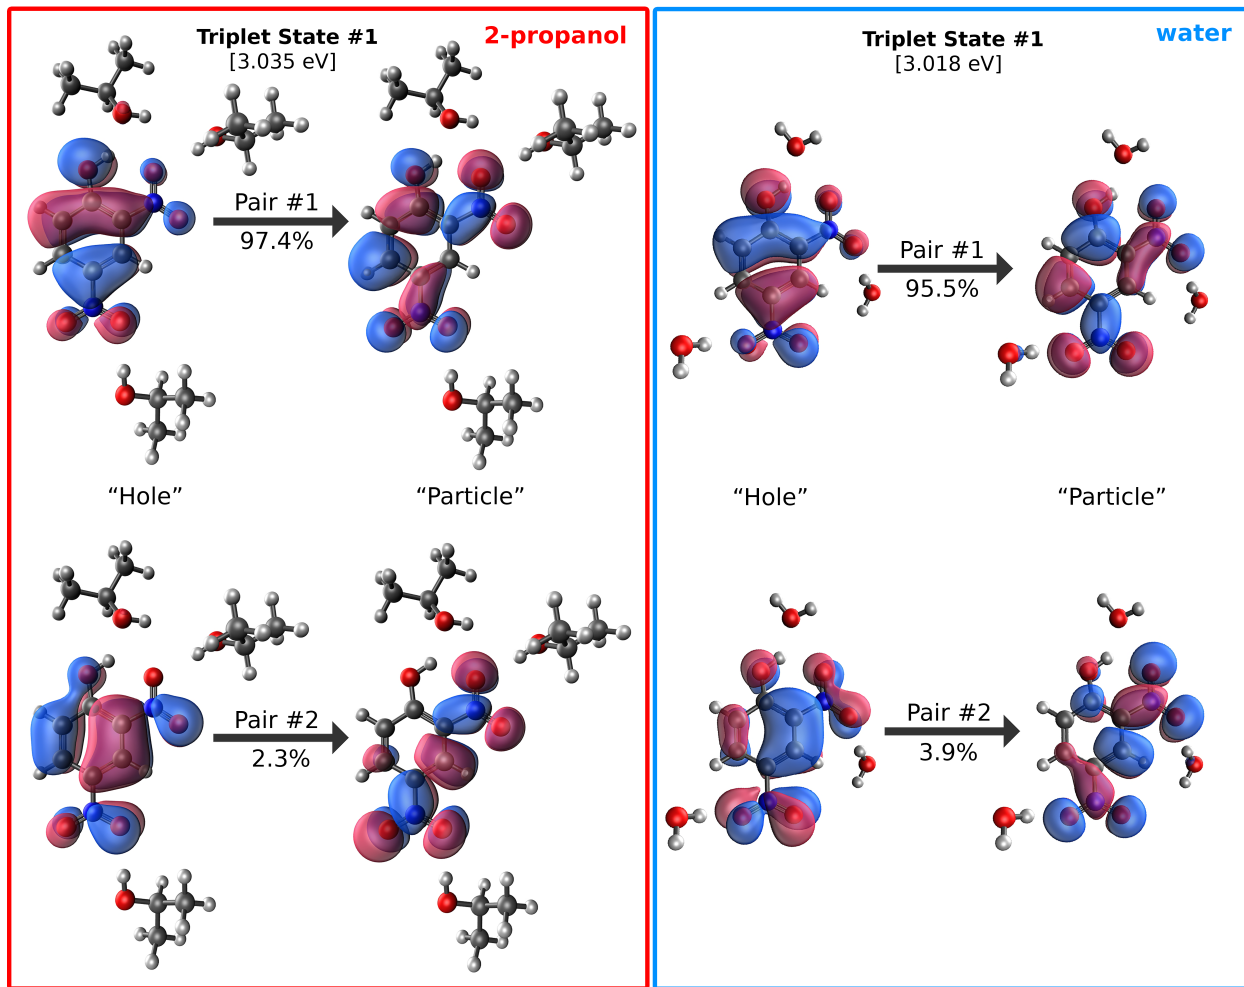 Triplet State #1
[3.035 eV]
2-propanol
Pair #1
97.4%
“Hole”
“Particle”
Pair #2
2.3%
Triplet State #1
[3.018 eV]
water
Pair #1
95.5%
“Hole”
“Particle”
Pair #2
3.9%